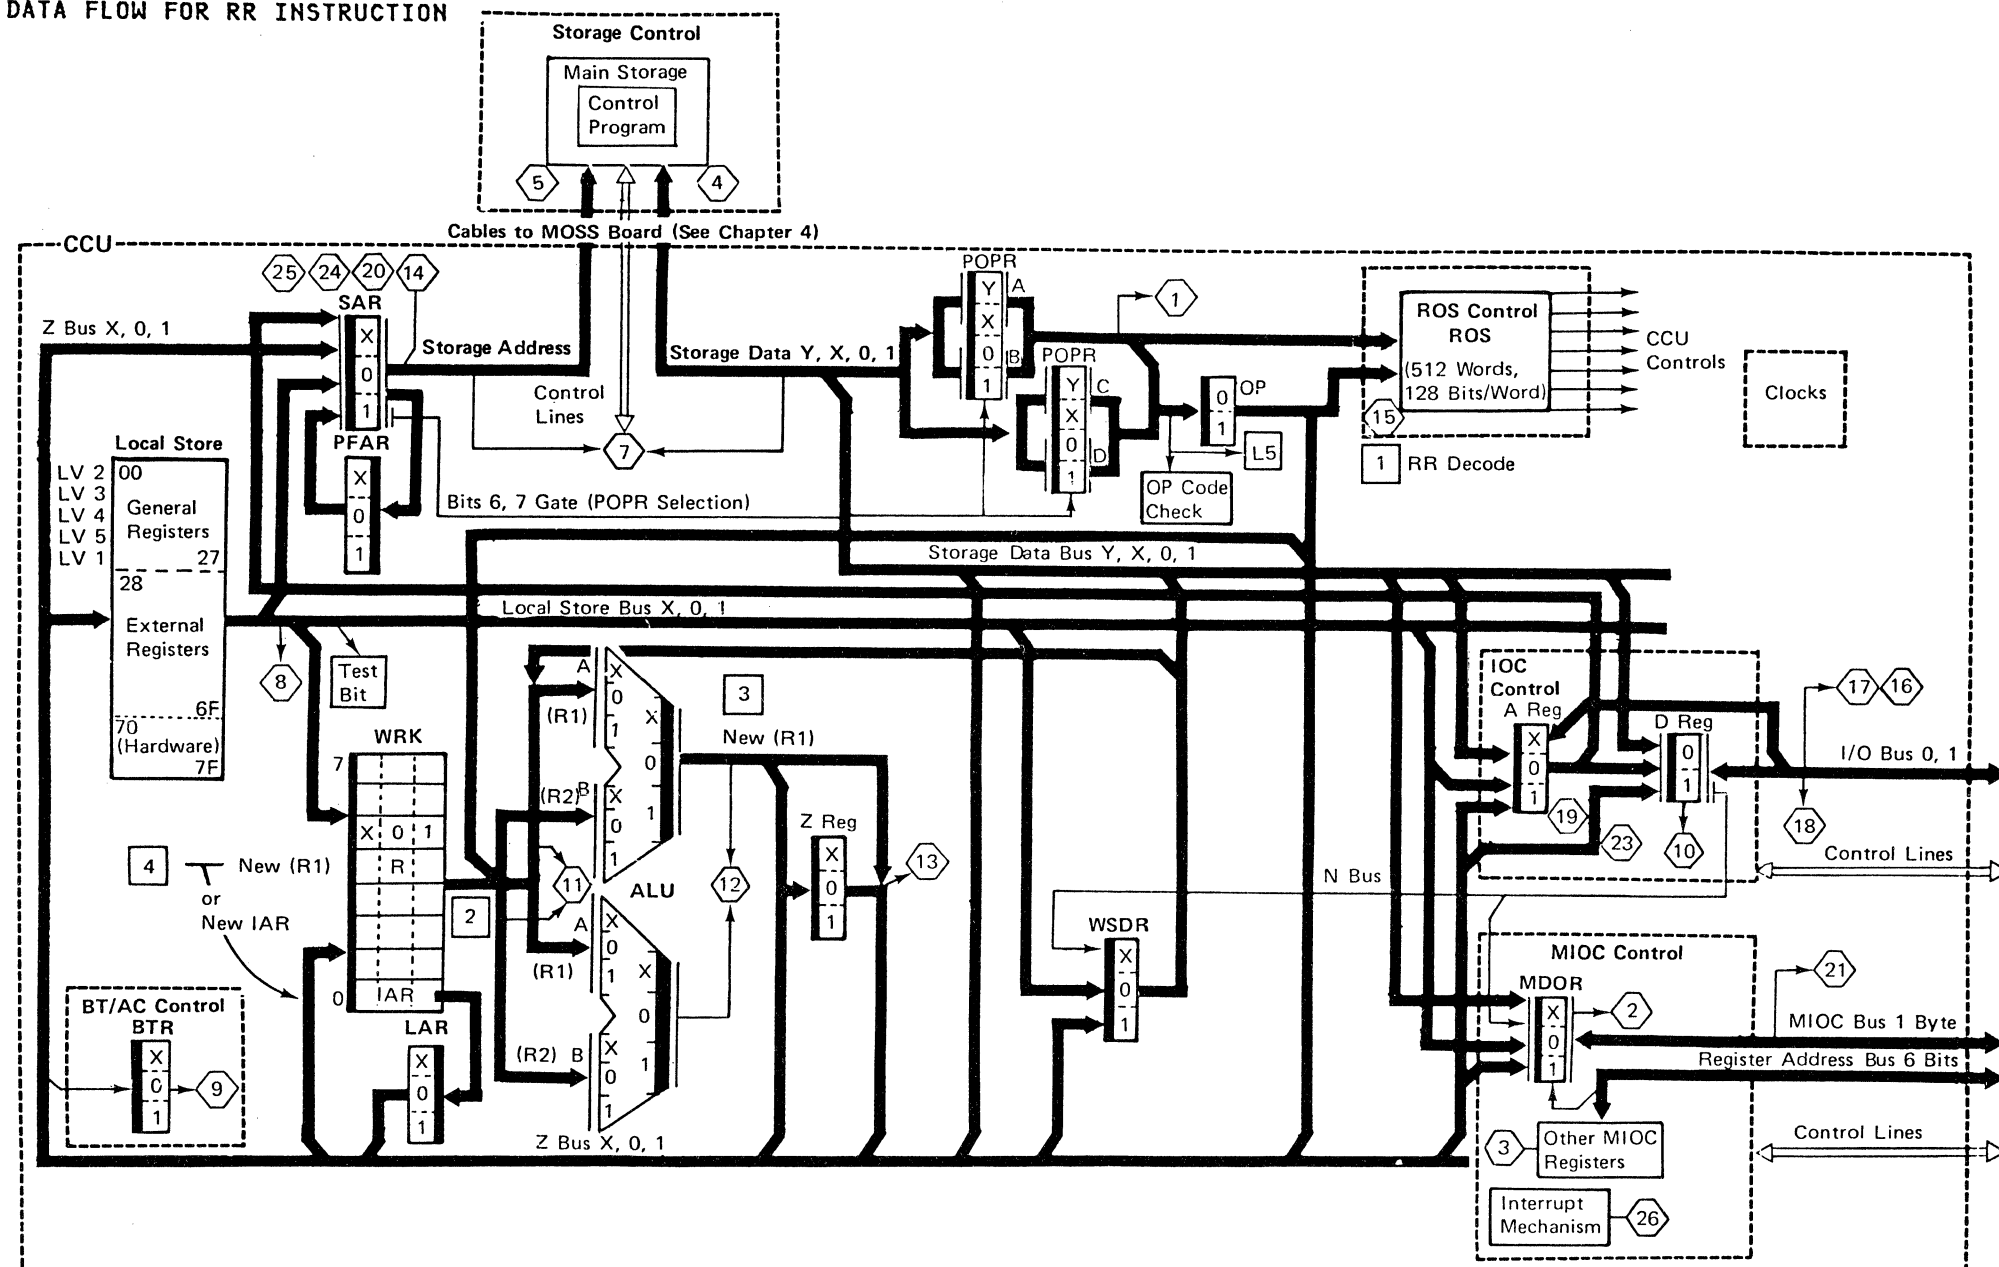 DATA FLOW FOR RR INSTRUCTION
Storage Control
Main Storage
Control
Program
5
4
Cables to MOSS Board (See Chapter 4)
CCU
25
24
20
14
SAR
Z Bus X, 0, 1
X
0
1
Storage Address
Control
Lines
7
Storage Data Y, X, 0, 1
POPR
Y
X
0
1
A
B
POPR
Y
X
0
1
C
D
1
OP
0
1
L5
OP Code
Check
ROS Control
ROS
(512 Words,
128 Bits/Word)
15
CCU
Controls
Clocks
1
RR Decode
PFAR
X
0
1
Bits 6, 7 Gate (POPR Selection)
Local Store
LV 2
LV 3
LV 4
LV 5
LV 1
00
General
Registers
27
28
External
Registers
6F
70
(Hardware)
7F
Storage Data Bus Y, X, 0, 1
Local Store Bus X, 0, 1
8
Test
Bit
WRK
7
X 0 1
R
IAR
0
4
New (R1)
or
New IAR
2
A
X
0
1
(R1)
(R2)
B
X
0
1
X
0
1
3
New (R1)
11
ALU
12
A
X
0
1
(R1)
(R2) B
X
0
1
X
0
1
Z Reg
X
0
1
13
BT/AC Control
BTR
X
0
1
9
LAR
X
0
1
Z Bus X, 0, 1
WSDR
X
0
1
N Bus
IOC
Control
A Reg
X
0
1
19
D Reg
0
1
23
10
17
16
I/O Bus 0, 1
18
Control Lines
MIOC Control
MDOR
X
0
1
2
21
MIOC Bus 1 Byte
Register Address Bus 6 Bits
3
Other MIOC
Registers
Control Lines
Interrupt
Mechanism
26